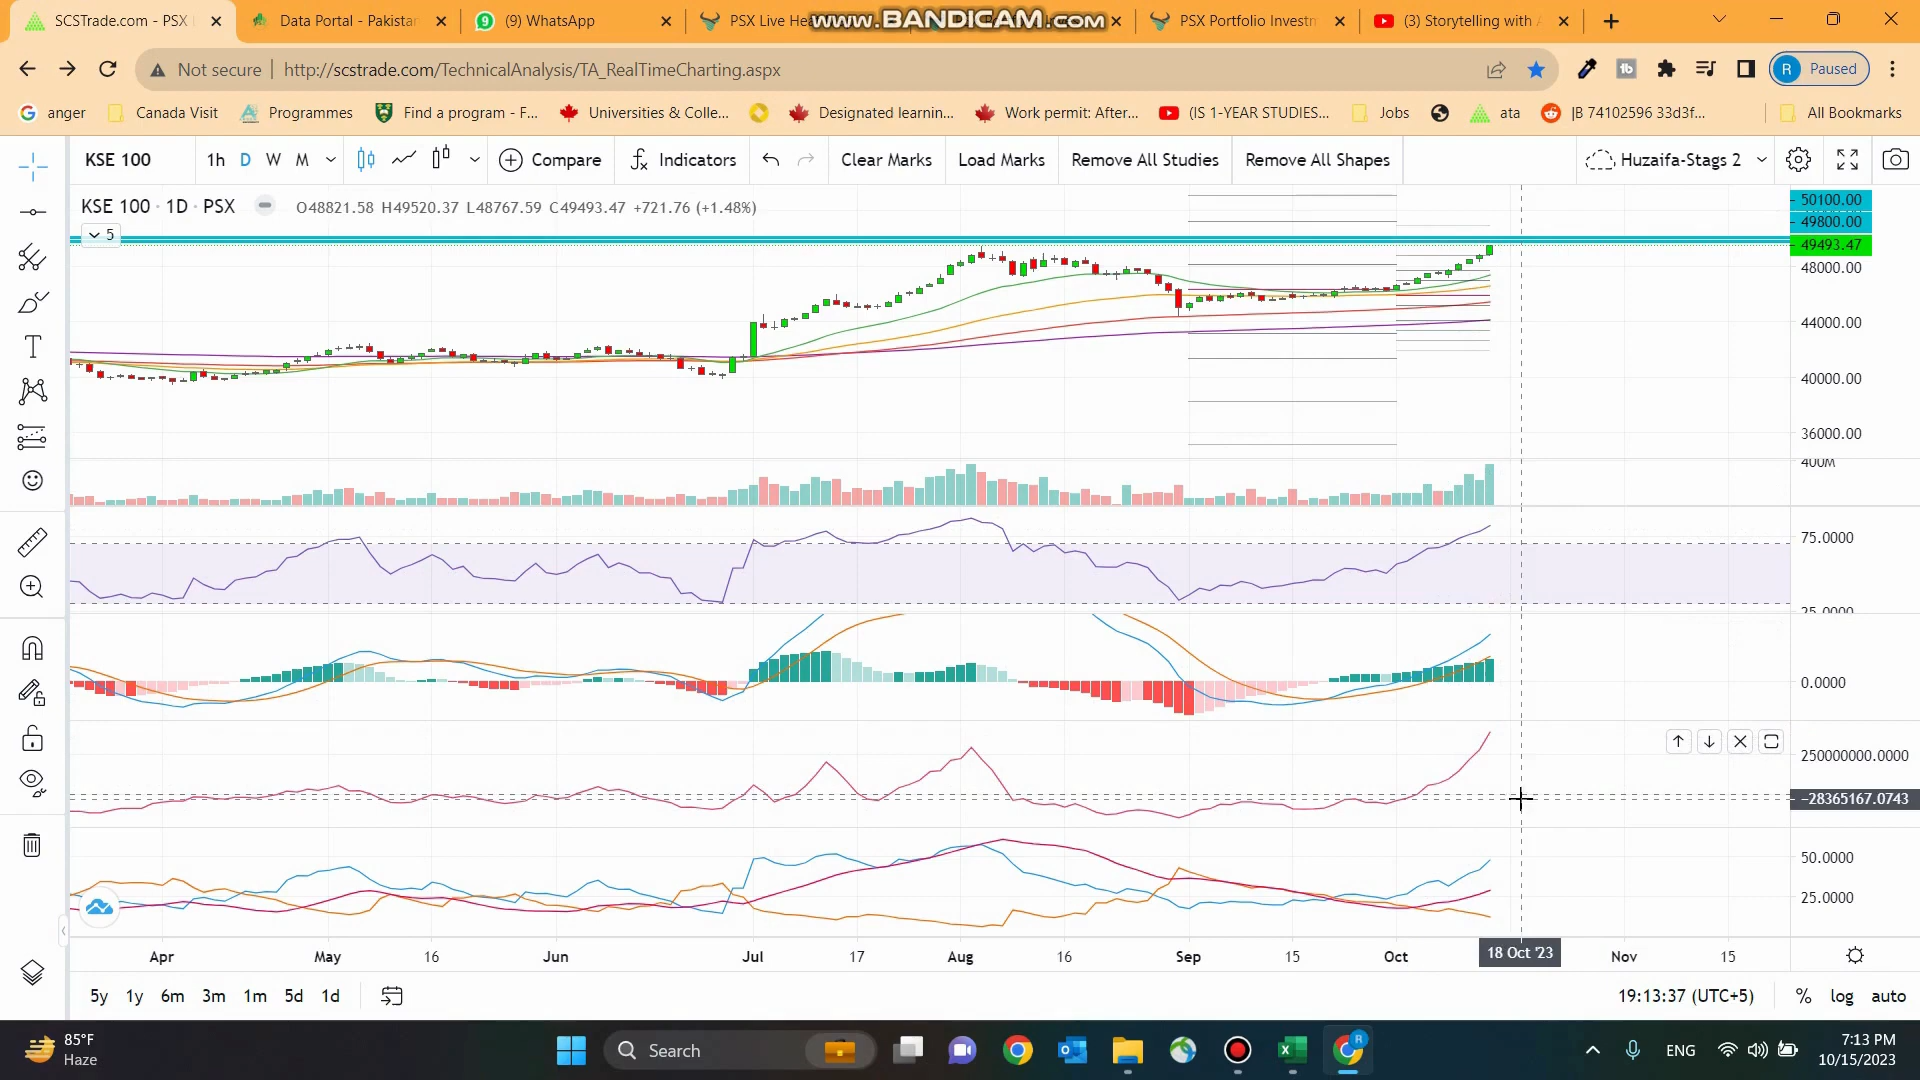 SCSTrade.com - PSX
Data Portal - Pakistan
(9) WhatsApp
PSX Live Hea
www.BANDICAM.com
PSX Portfolio Investm
(3) Storytelling with A
Not secure
http://scstrade.com/TechnicalAnalysis/TA_RealTimeCharting.aspx
R
Paused
anger
Canada Visit
Programmes
Find a program - F...
Universities & Colle...
Designated learnin...
Work permit: After...
(IS 1-YEAR STUDIES...
Jobs
ata
|B 74102596 33d3f...
All Bookmarks
KSE 100
1h D W M
Compare
Indicators
Clear Marks
Load Marks
Remove All Studies
Remove All Shapes
Huzaifa-Stags 2
KSE 100 · 1D · PSX
O48821.58 H49520.37 L48767.59 C49493.47 +721.76 (+1.48%)
5
50100.00
49800.00
49493.47
48000.00
44000.00
40000.00
36000.00
400M
75.0000
25.0000
0.0000
250000000.0000
−28365167.0743
50.0000
25.0000
Apr May 16 Jun Jul 17 Aug 16 Sep 15 Oct 18 Oct '23 Nov 15
5y 1y 6m 3m 1m 5d 1d
19:13:37 (UTC+5)
% log auto
85°F
Haze
Search
ENG
7:13 PM
10/15/2023